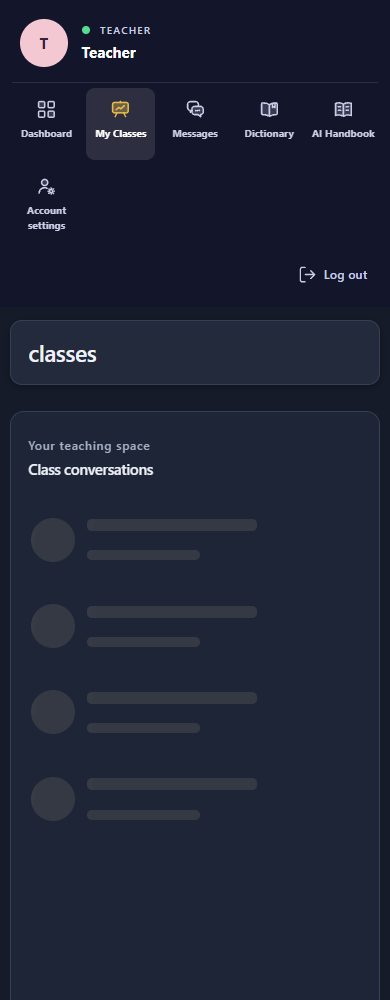 T
TEACHER
Teacher
Dashboard
My Classes
Messages
Dictionary
AI Handbook
Account
settings
Log out
classes
Your teaching space
Class conversations